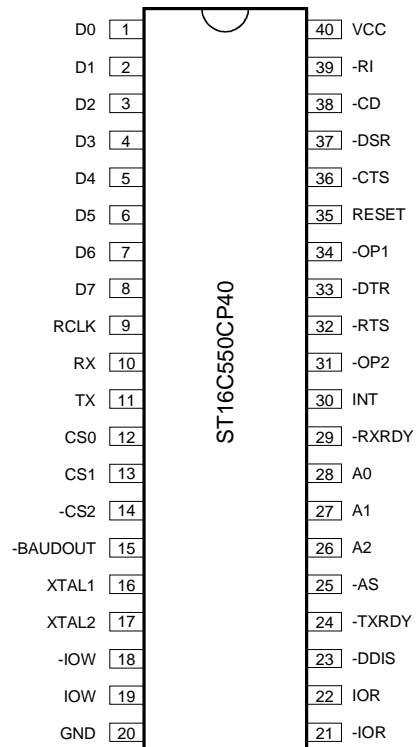 D0 1 40 VCC
D1 2 39 -RI
D2 3 38 -CD
D3 4 37 -DSR
D4 5 36 -CTS
D5 6 35 RESET
D6 7 34 -OP1
D7 8 33 -DTR
RCLK 9 32 -RTS
RX 10 31 -OP2
TX 11 30 INT
CS0 12 29 -RXRDY
CS1 13 28 A0
-CS2 14 27 A1
-BAUDOUT 15 26 A2
XTAL1 16 25 -AS
XTAL2 17 24 -TXRDY
-IOW 18 23 -DDIS
IOW 19 22 IOR
GND 20 21 -IOR
ST16C550CP40